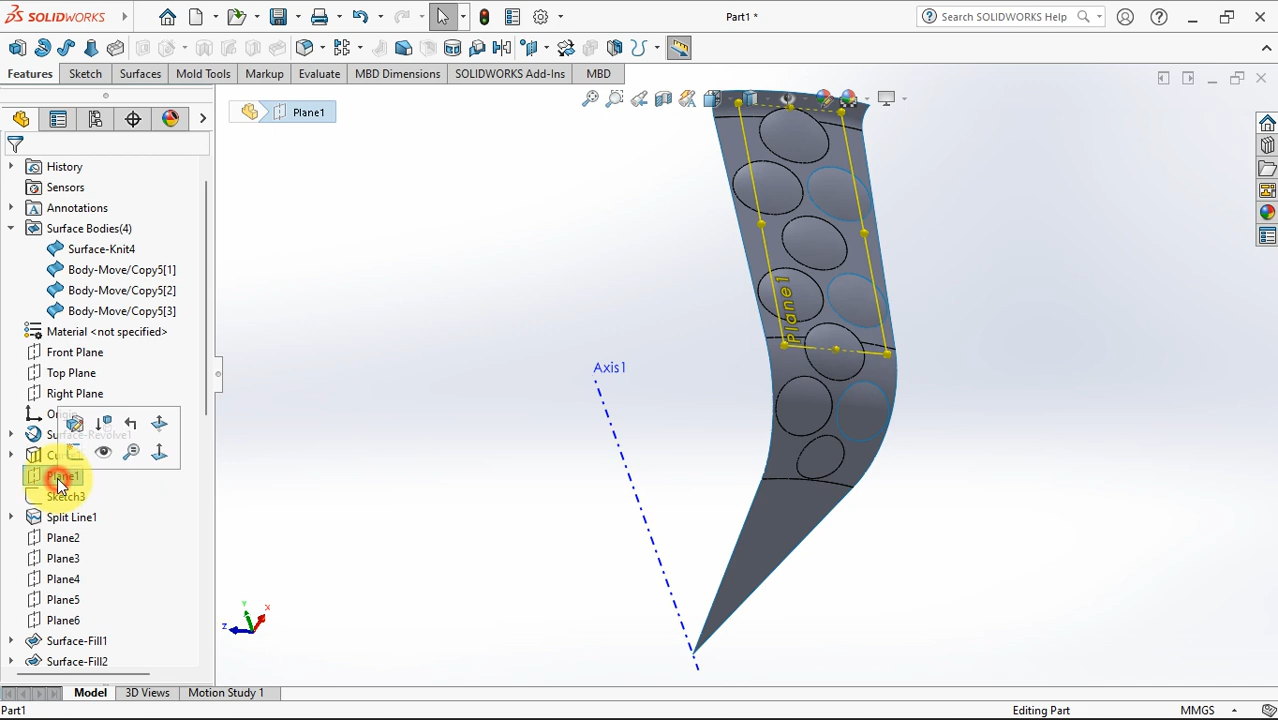 SOLIDWORKS
Part1 *
Search SOLIDWORKS Help
Features
Sketch
Surfaces
Mold Tools
Markup
Evaluate
MBD Dimensions
SOLIDWORKS Add-Ins
MBD
Plane1
History
Sensors
Annotations
Surface Bodies(4)
Surface-Knit4
Body-Move/Copy5[1]
Body-Move/Copy5[2]
Body-Move/Copy5[3]
Material <not specified>
Front Plane
Top Plane
Right Plane
Surface-Revolve1
Plane1
Sketch3
Split Line1
Plane2
Plane3
Plane4
Plane5
Plane6
Surface-Fill1
Surface-Fill2
Plane1
Axis1
Y
X
Z
Model
3D Views
Motion Study 1
Part1
Editing Part
MMGS